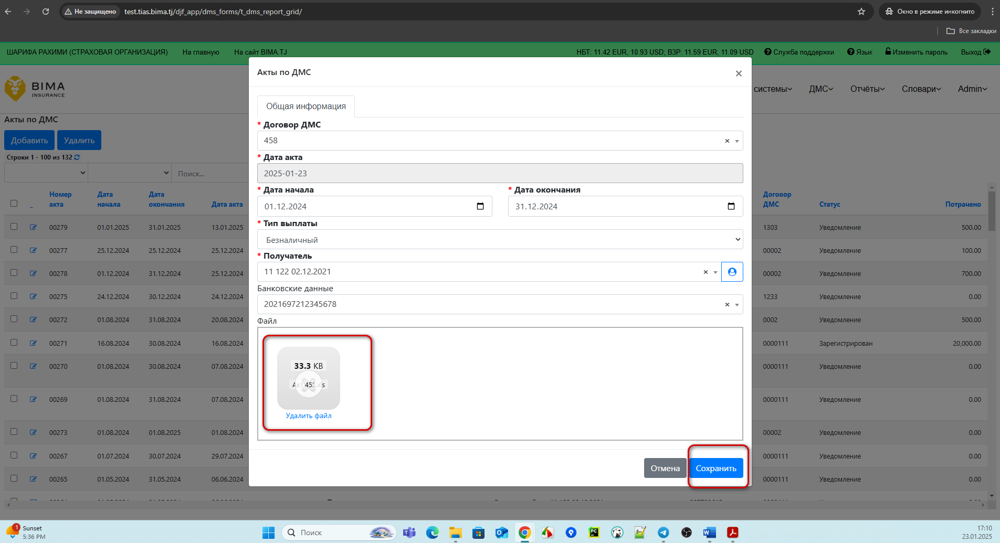 Не защищено
test.tias.bima.tj/djf_app/dms_forms/t_dms_report_grid/
Окно в режиме инкогнито
Все закладки
ШАРИФА РАХИМИ (СТРАХОВАЯ ОРГАНИЗАЦИЯ) На главную На сайт BIMA.TJ
НБТ: 11.42 EUR, 10.93 USD; ВЗР: 11.59 EUR, 11.09 USD Служба поддержки Язык Изменить пароль Выход
BIMA
INSURANCE
системы ДМС Отчёты Словари Admin
Акты по ДМС
Добавить Удалить
Строки 1 - 100 из 132
Поиск...
Номер акта Дата начала Дата окончания Дата акта Договор ДМС Статус Потрачено
00279 01.01.2025 31.01.2025 13.01.2025 1303 Уведомление 500.00
00277 25.12.2024 25.12.2024 25.12.2024 00002 Уведомление 100.00
00278 01.12.2024 31.12.2024 25.12.2024 00002 Уведомление 700.00
00275 24.12.2024 30.12.2024 24.12.2024 1233 Уведомление 0.00
00272 01.08.2024 31.08.2024 20.08.2024 0002 Уведомление 500.00
00271 16.08.2024 30.08.2024 16.08.2024 0000111 Зарегистрирован 20,000.00
00270 01.08.2024 30.08.2024 07.08.2024 0000111 Уведомление 0.00
00269 01.08.2024 31.08.2024 07.08.2024 0000111 Уведомление 0.00
00273 01.08.2024 01.08.2025 01.08.2024 00002 Уведомление 0.00
00267 01.07.2024 30.07.2024 29.07.2024 0000111 Уведомление 0.00
00265 01.05.2024 31.05.2024 06.06.2024 0000111 Уведомление 0.00
Акты по ДМС
×
Общая информация
* Договор ДМС
458
×
* Дата акта
2025-01-23
* Дата начала
01.12.2024
* Дата окончания
31.12.2024
* Тип выплаты
Безналичный
* Получатель
11 122 02.12.2021
×
Банковские данные
2021697212345678
×
Файл
33.3 KB
Удалить файл
Отмена Сохранить
1
Sunset
5:36 PM
Поиск
17:10
23.01.2025